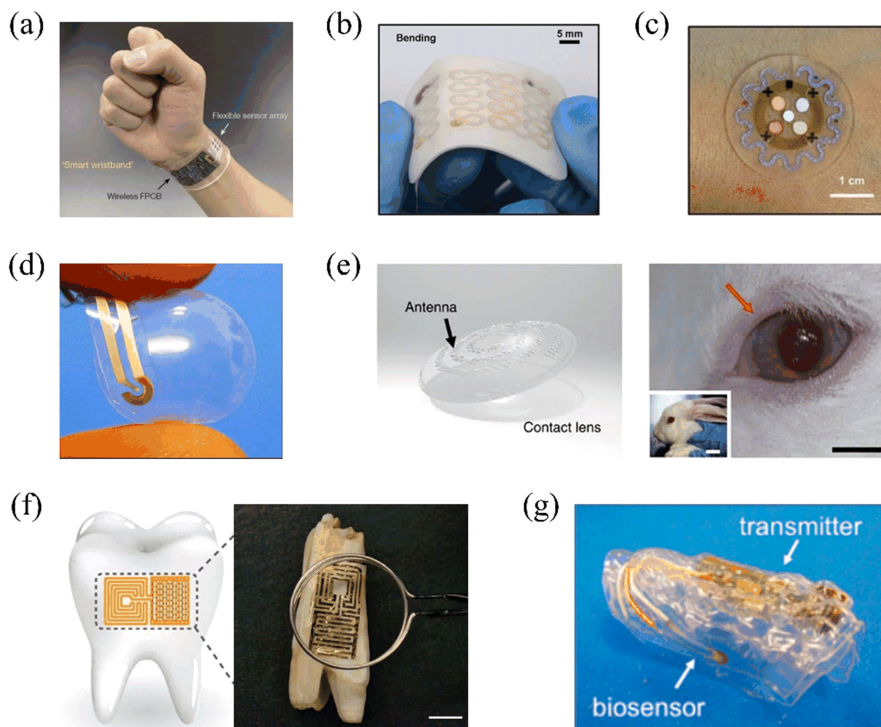 (a)
Flexible sensor array
'Smart wristband'
Wireless FPCB
(b)
Bending
5 mm
(c)
1 cm
(d)
(e)
Antenna
Contact lens
(f)
(g)
transmitter
biosensor